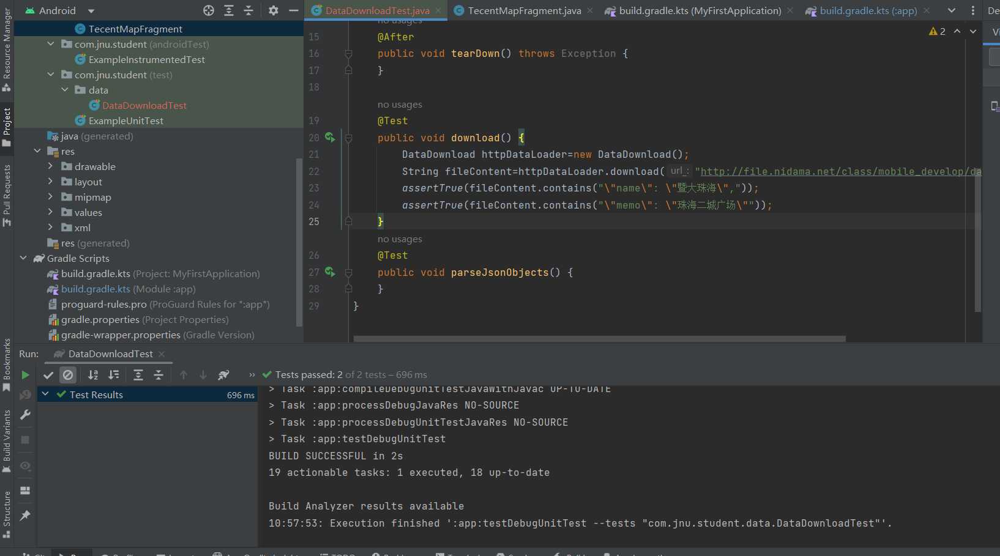 Android
DataDownloadTest.java
TecentMapFragment.java
build.gradle.kts (MyFirstApplication)
build.gradle.kts (:app)
De
Resource Manager
Project
Pull Requests
Bookmarks
Build Variants
Structure
TecentMapFragment
com.jnu.student (androidTest)
ExampleInstrumentedTest
com.jnu.student (test)
data
DataDownloadTest
ExampleUnitTest
java (generated)
res
drawable
layout
mipmap
values
xml
res (generated)
Gradle Scripts
build.gradle.kts (Project: MyFirstApplication)
build.gradle.kts (Module :app)
proguard-rules.pro (ProGuard Rules for ":app")
gradle.properties (Project Properties)
gradle-wrapper.properties (Gradle Version)
no usages
2
Vi
15 @After
16 public void tearDown() throws Exception {
17 }
18
no usages
19 @Test
20 public void download() {
21 DataDownload httpDataLoader=new DataDownload();
22 String fileContent=httpDataLoader.download( url_: "http://file.nidama.net/class/mobile_develop/da
23 assertTrue(fileContent.contains("\"name\": \"暨大珠海\","));
24 assertTrue(fileContent.contains("\"memo\": \"珠海二城广场\""));
25 }
no usages
26 @Test
27 public void parseJsonObjects() {
28 }
29 }
Run: DataDownloadTest
» Tests passed: 2 of 2 tests – 696 ms
Test Results 696 ms
> Task :app:compileDebugUnitTestJavaWithJavac UP-TO-DATE
> Task :app:processDebugJavaRes NO-SOURCE
> Task :app:processDebugUnitTestJavaRes NO-SOURCE
> Task :app:testDebugUnitTest
BUILD SUCCESSFUL in 2s
19 actionable tasks: 1 executed, 18 up-to-date
Build Analyzer results available
10:57:53: Execution finished ':app:testDebugUnitTest --tests "com.jnu.student.data.DataDownloadTest"'.